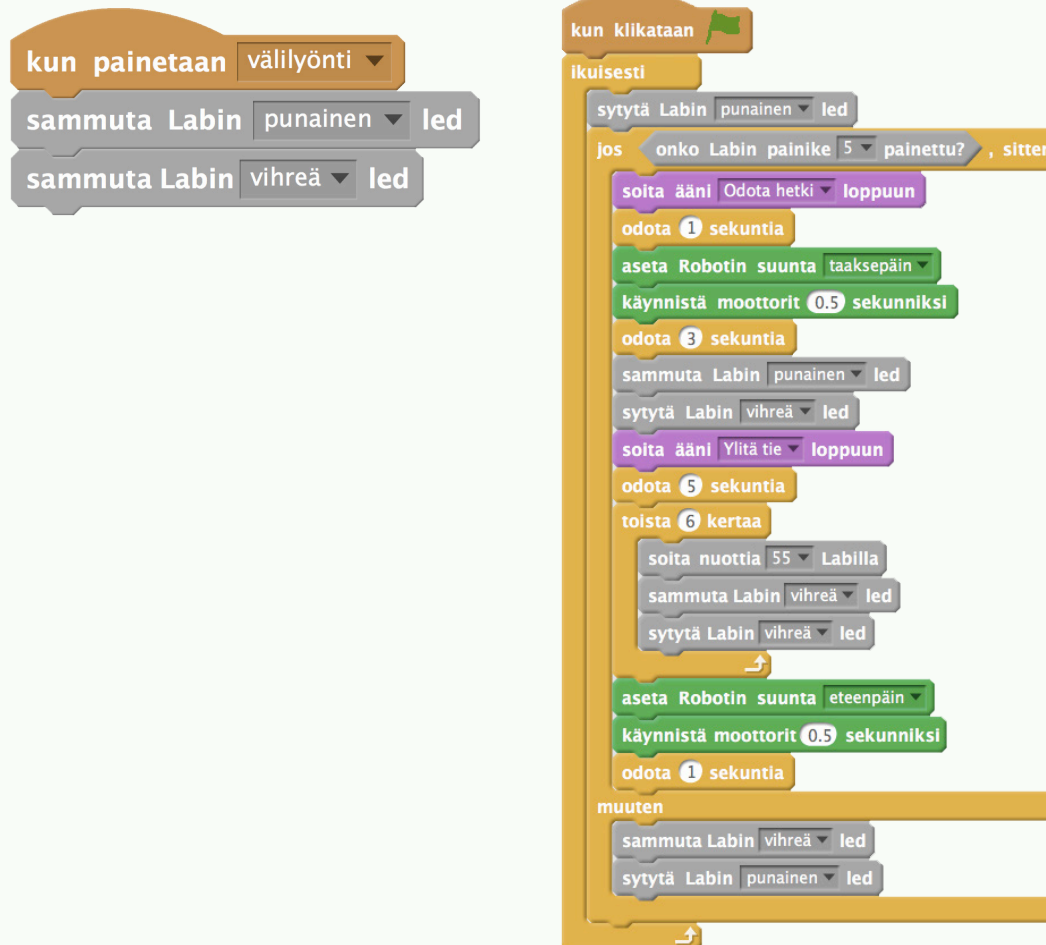 kun painetaan välilyönti
sammuta Labin punainen led
sammuta Labin vihreä led
kun klikataan
ikuisesti
sytytä Labin punainen led
jos onko Labin painike 5 painettu? , sitten
soita ääni Odota hetki loppuun
odota 1 sekuntia
aseta Robotin suunta taaksepäin
käynnistä moottorit 0.5 sekunniksi
odota 3 sekuntia
sammuta Labin punainen led
sytytä Labin vihreä led
soita ääni Ylitä tie loppuun
odota 5 sekuntia
toista 6 kertaa
soita nuottia 55 Labilla
sammuta Labin vihreä led
sytytä Labin vihreä led
aseta Robotin suunta eteenpäin
käynnistä moottorit 0.5 sekunniksi
odota 1 sekuntia
muuten
sammuta Labin vihreä led
sytytä Labin punainen led